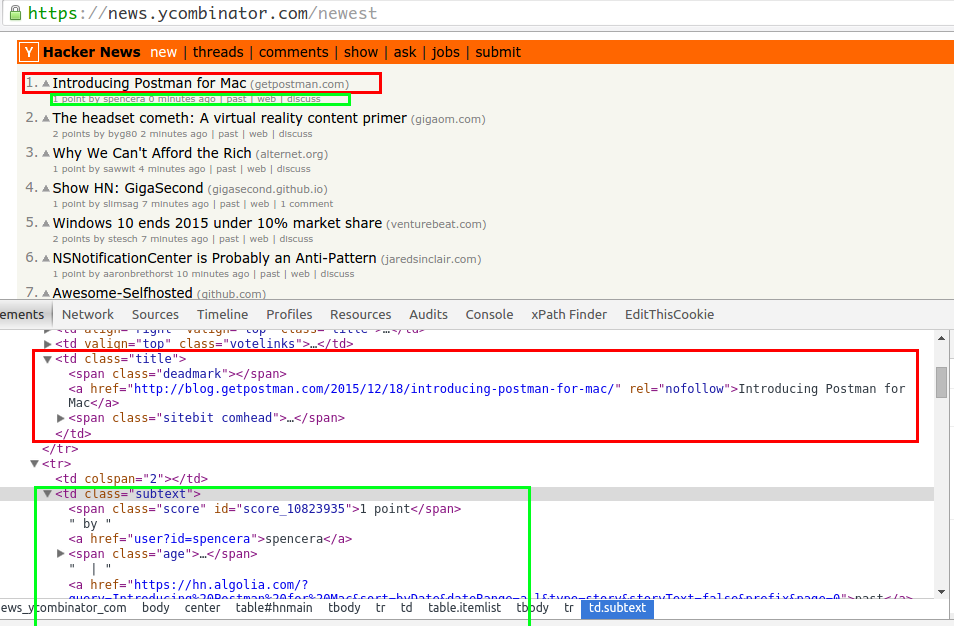 https://news.ycombinator.com/newest
Y Hacker News new | threads | comments | show | ask | jobs | submit
1. Introducing Postman for Mac (getpostman.com)
1 point by spencera 0 minutes ago | past | web | discuss
2. The headset cometh: A virtual reality content primer (gigaom.com)
2 points by byg80 2 minutes ago | past | web | discuss
3. Why We Can't Afford the Rich (alternet.org)
1 point by sawwit 4 minutes ago | past | web | discuss
4. Show HN: GigaSecond (gigasecond.github.io)
1 point by slimsag 7 minutes ago | past | web | 1 comment
5. Windows 10 ends 2015 under 10% market share (venturebeat.com)
2 points by stesch 7 minutes ago | past | web | discuss
6. NSNotificationCenter is Probably an Anti-Pattern (jaredsinclair.com)
1 point by aaronbrethorst 10 minutes ago | past | web | discuss
7. Awesome-Selfhosted (github.com)
ements Network Sources Timeline Profiles Resources Audits Console xPath Finder EditThisCookie
<td align="right" valign="top" class="title">…</td>
<td valign="top" class="votelinks">…</td>
<td class="title">
<span class="deadmark"></span>
<a href="http://blog.getpostman.com/2015/12/18/introducing-postman-for-mac/" rel="nofollow">Introducing Postman for
Mac</a>
<span class="sitebit comhead">…</span>
</td>
</tr>
<tr>
<td colspan="2"></td>
<td class="subtext">
<span class="score" id="score_10823935">1 point</span>
" by "
<a href="user?id=spencera">spencera</a>
<span class="age">…</span>
" | "
<a href="https://hn.algolia.com/?
query=Introducing%20Postman%20for%20Mac&sort=byDate&dateRange=all&type=story&storyText=false&prefix&page=0">past</a>
ews_ycombinator_com body center table#hnmain tbody tr td table.itemlist tbody tr td.subtext